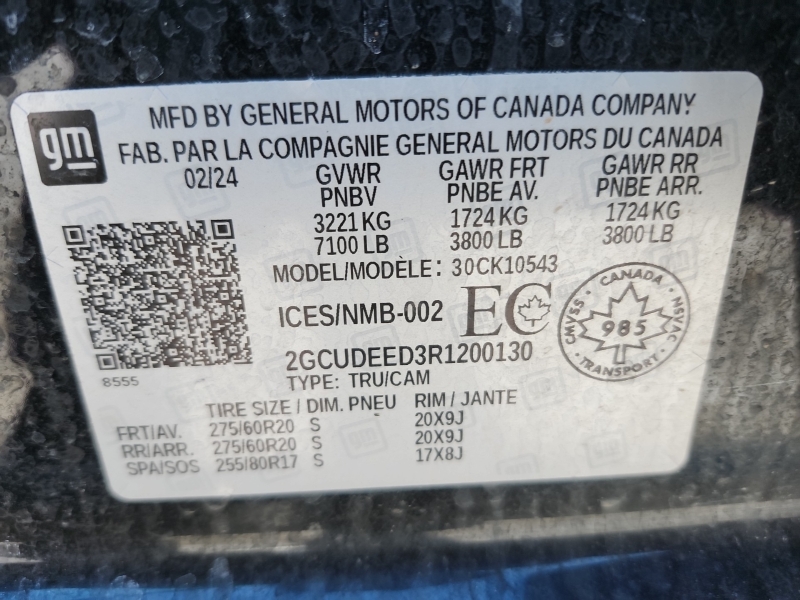 gm
MFD BY GENERAL MOTORS OF CANADA COMPANY
FAB. PAR LA COMPAGNIE GENERAL MOTORS DU CANADA
02/24 GVWR GAWR FRT GAWR RR
PNBV PNBE AV. PNBE ARR.
3221 KG 1724 KG 1724 KG
7100 LB 3800 LB 3800 LB
MODEL/MODÈLE: 30CK10543
ICES/NMB-002 EC
CANADA
CMVSS · 985 · NSVAC
TRANSPORT
2GCUDEED3R1200130
8555
TYPE: TRU/CAM
TIRE SIZE / DIM. PNEU RIM / JANTE
FRT/AV. 275/60R20 S 20X9J
RR/ARR. 275/60R20 S 20X9J
SPA/SOS 255/80R17 S 17X8J